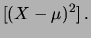 [(X − μ)²] .